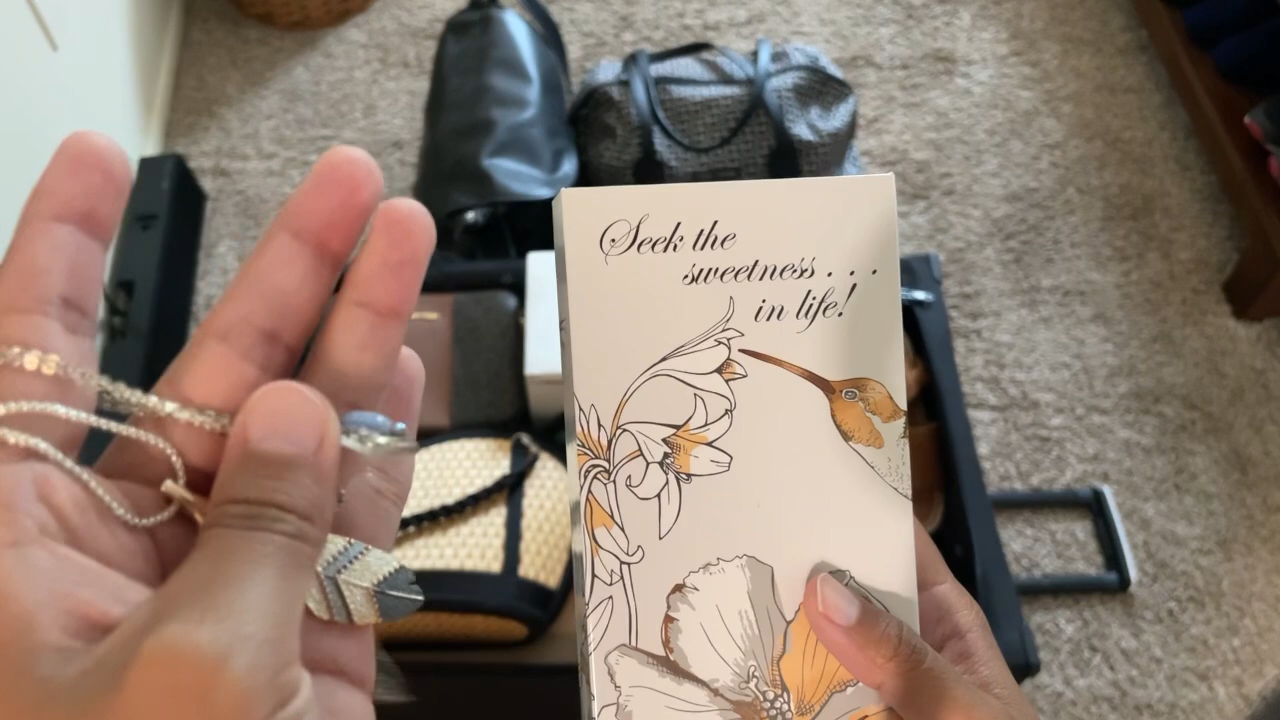 Seek the
sweetness . . .
in life!